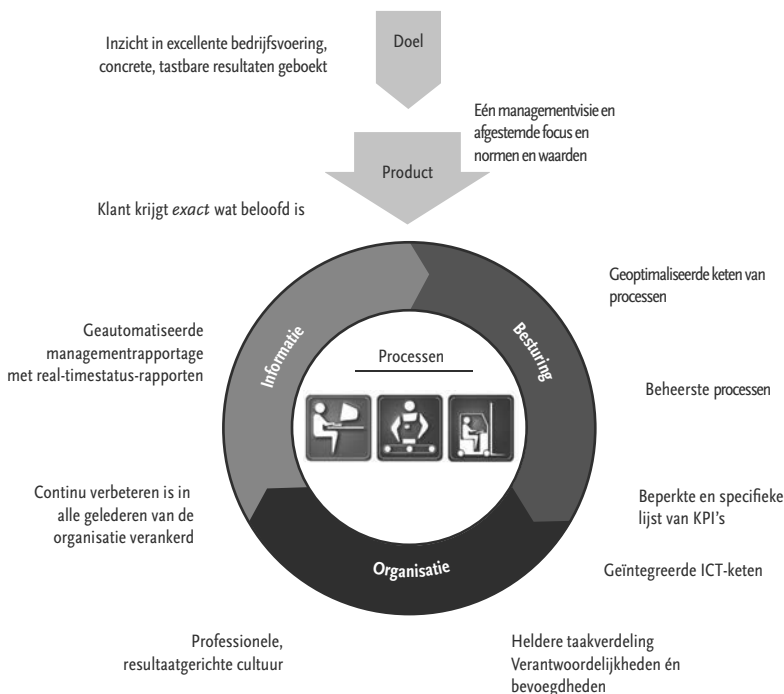 Doel
Inzicht in excellente bedrijfsvoering,
concrete, tastbare resultaten geboekt
Eén managementvisie en
afgestemde focus en
normen en waarden
Product
Klant krijgt exact wat beloofd is
Geoptimaliseerde keten van
processen
Geautomatiseerde
managementrapportage
met real-timestatus-rapporten
Informatie
Processen
Besturing
Beheerste processen
Continu verbeteren is in
alle gelederen van de
organisatie verankerd
Beperkte en specifieke
lijst van KPI's
Organisatie
Geïntegreerde ICT-keten
Professionele,
resultaatgerichte cultuur
Heldere taakverdeling
Verantwoordelijkheden én
bevoegdheden